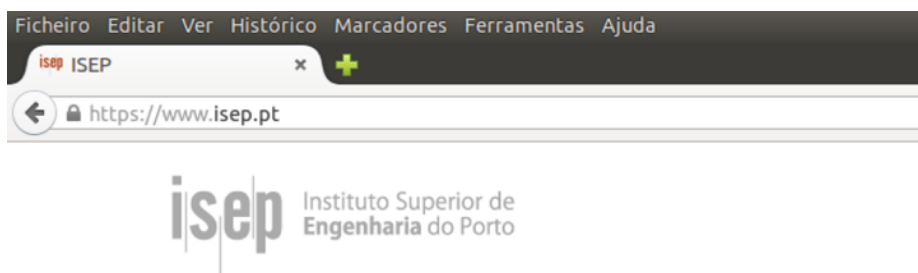 Ficheiro Editar Ver Histórico Marcadores Ferramentas Ajuda
isep ISEP
https://www.isep.pt
isep Instituto Superior de
Engenharia do Porto